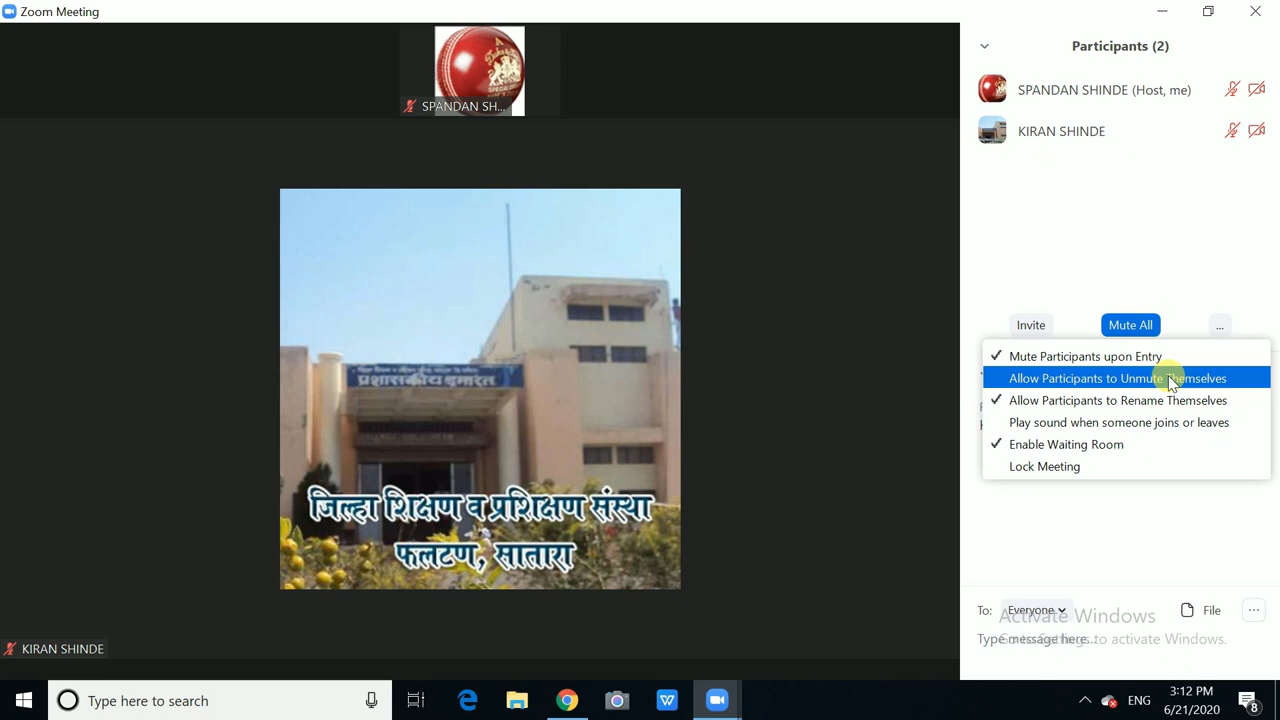 Zoom Meeting
SPANDAN SH...
Participants (2)
SPANDAN SHINDE (Host, me)
KIRAN SHINDE
Invite
Mute All
...
Mute Participants upon Entry
Allow Participants to Unmute Themselves
Allow Participants to Rename Themselves
Play sound when someone joins or leaves
Enable Waiting Room
Lock Meeting
प्रशासकीय इमारत
जिल्हा शिक्षण व प्रशिक्षण संस्था
फलटण, सातारा
KIRAN SHINDE
To: Everyone
File
...
Type message here...
Activate Windows
Go to Settings to activate Windows.
Type here to search
ENG
3:12 PM
6/21/2020
8